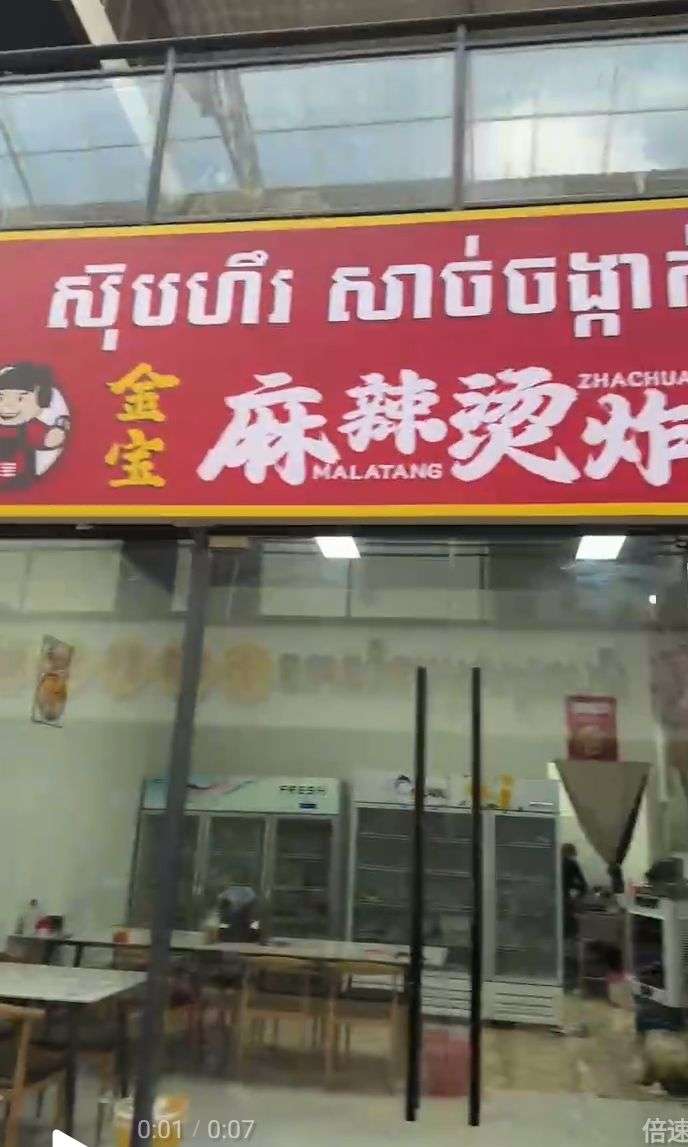 ស៊ុបហឹរ សាច់ចង្កាក់
金宝 麻辣烫 炸
MALATANG
ZHACHUA
FRESH
0:01 / 0:07
倍速